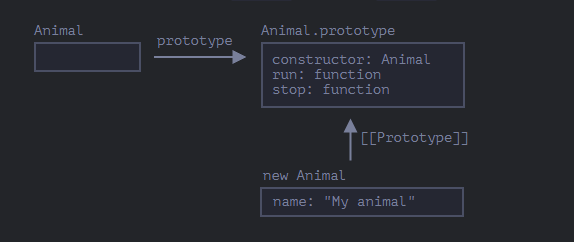 Animal
prototype
Animal.prototype
constructor: Animal
run: function
stop: function
[[Prototype]]
new Animal
name: "My animal"